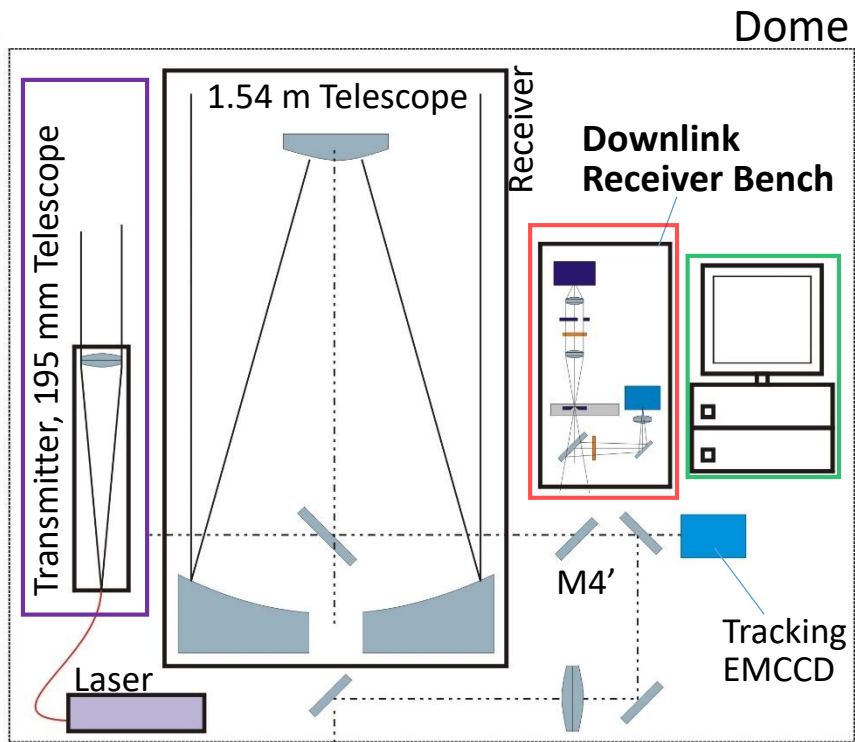 Dome
Transmitter, 195 mm Telescope
1.54 m Telescope
Receiver
Downlink
Receiver Bench
M4’
Tracking
EMCCD
Laser